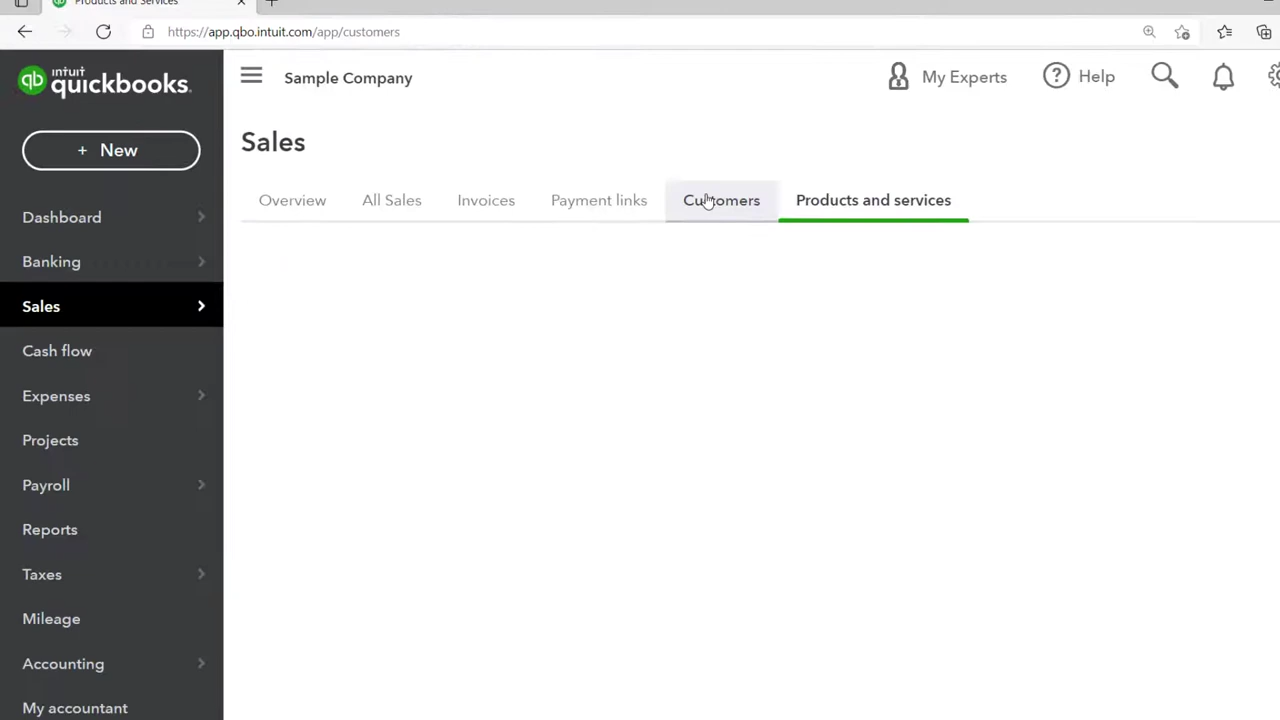 Products and Services
https://app.qbo.intuit.com/app/customers
intuit
quickbooks.
Sample Company
My Experts
Help
+ New
Sales
Overview
All Sales
Invoices
Payment links
Customers
Products and services
Dashboard
Banking
Sales
Cash flow
Expenses
Projects
Payroll
Reports
Taxes
Mileage
Accounting
My accountant